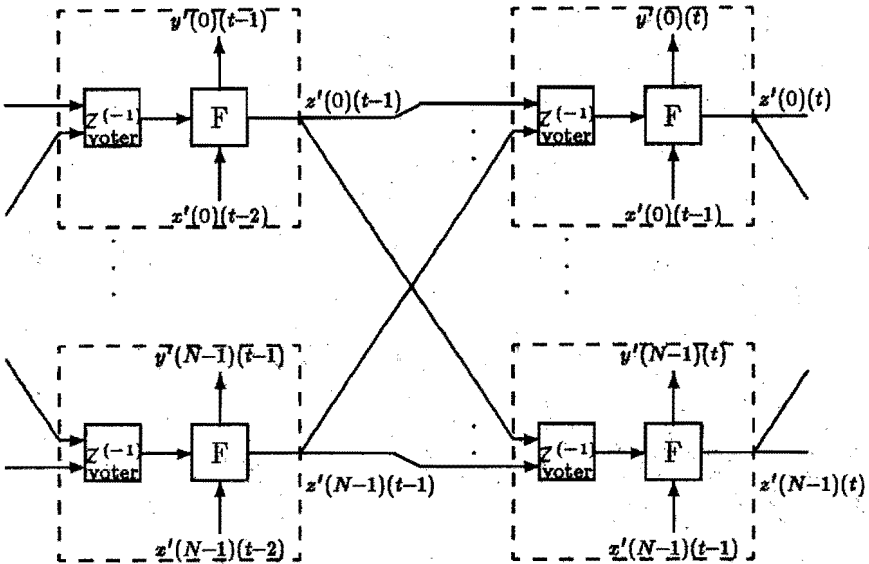 y'(0)(t−1)
y'(0)(t)
Z(−1)
voter
F
z'(0)(t−1)
Z(−1)
voter
F
z'(0)(t)
x'(0)(t−2)
x'(0)(t−1)
y'(N−1)(t−1)
y'(N−1)(t)
Z(−1)
voter
F
z'(N−1)(t−1)
Z(−1)
voter
F
z'(N−1)(t)
x'(N−1)(t−2)
x'(N−1)(t−1)